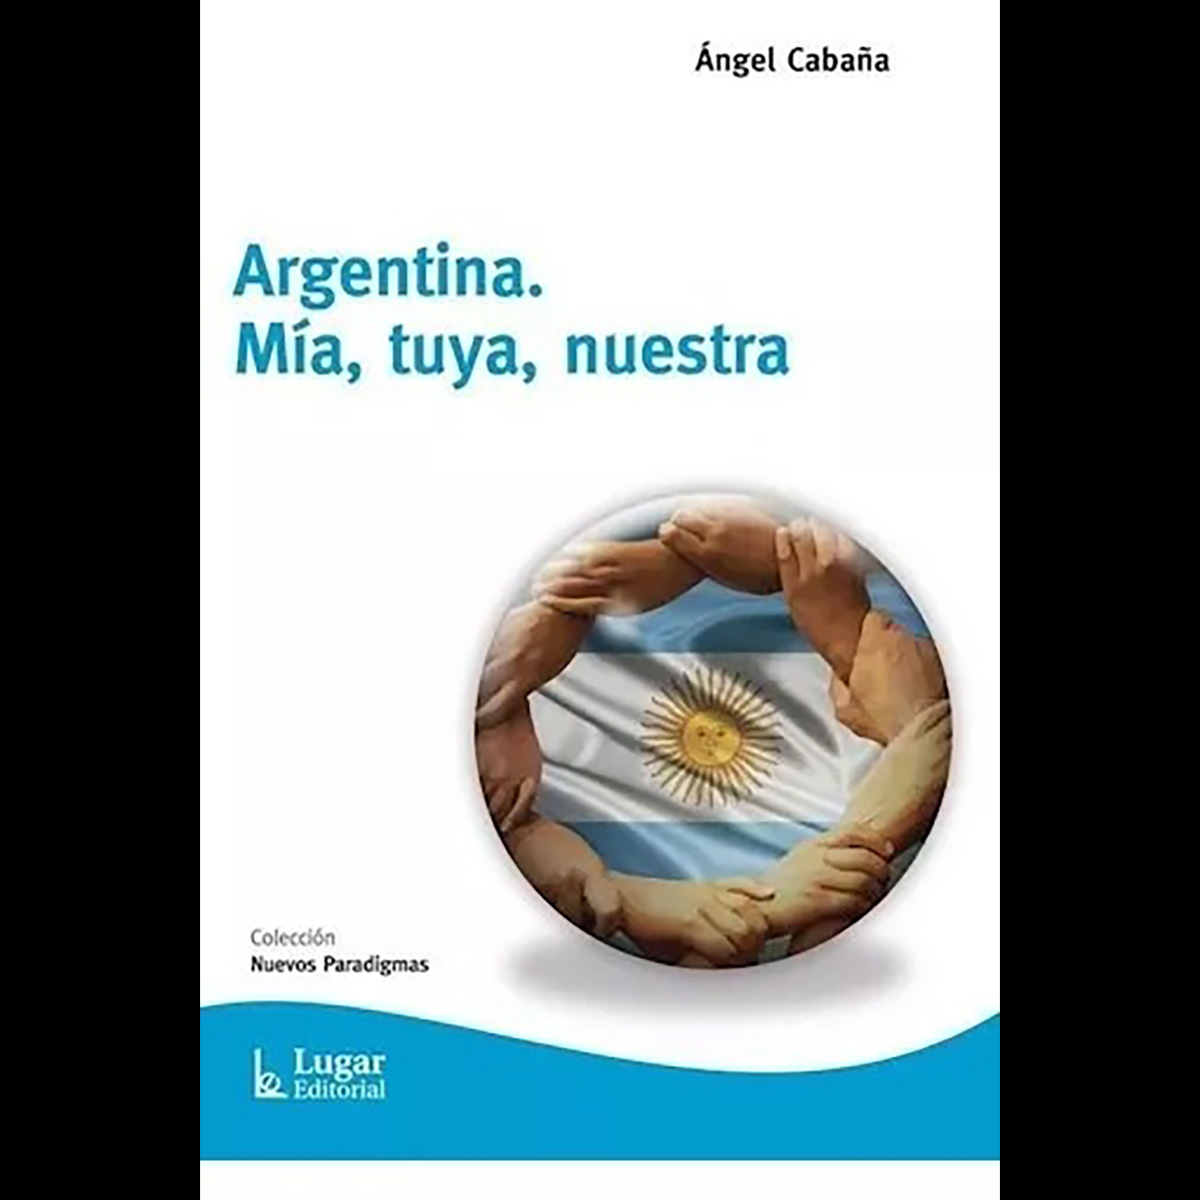 Ángel Cabaña
Argentina.
Mía, tuya, nuestra
Colección
Nuevos Paradigmas
Lugar
Editorial